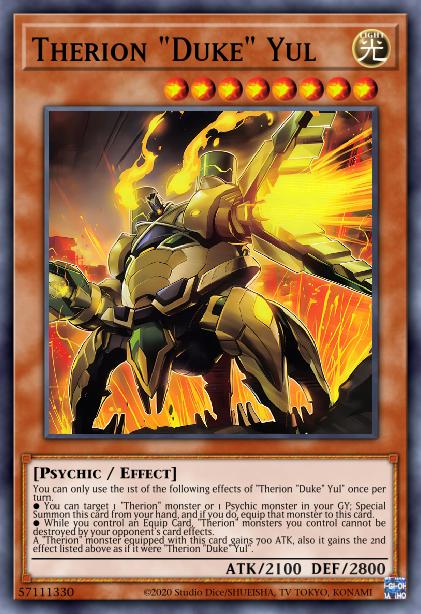 Therion "Duke" Yul
LIGHT
光
[Psychic / Effect]
You can only use the 1st of the following effects of "Therion "Duke" Yul" once per
turn.
● You can target 1 "Therion" monster or 1 Psychic monster in your GY; Special
Summon this card from your hand, and if you do, equip that monster to this card.
● While you control an Equip Card, "Therion" monsters you control cannot be
destroyed by your opponent's card effects.
A "Therion" monster equipped with this card gains 700 ATK, also it gains the 2nd
effect listed above as if it were "Therion "Duke" Yul".
ATK/2100 DEF/2800
57111330 ©2020 Studio Dice/SHUEISHA, TV TOKYO, KONAMI